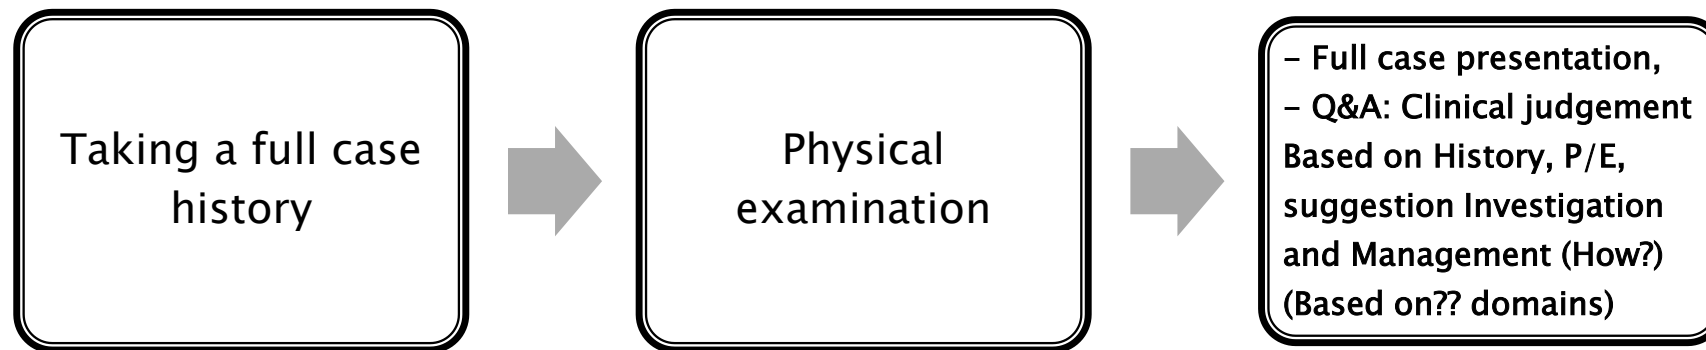 Taking a full case
history
Physical
examination
- Full case presentation,
- Q&A: Clinical judgement
Based on History, P/E,
suggestion Investigation
and Management (How?)
(Based on?? domains)